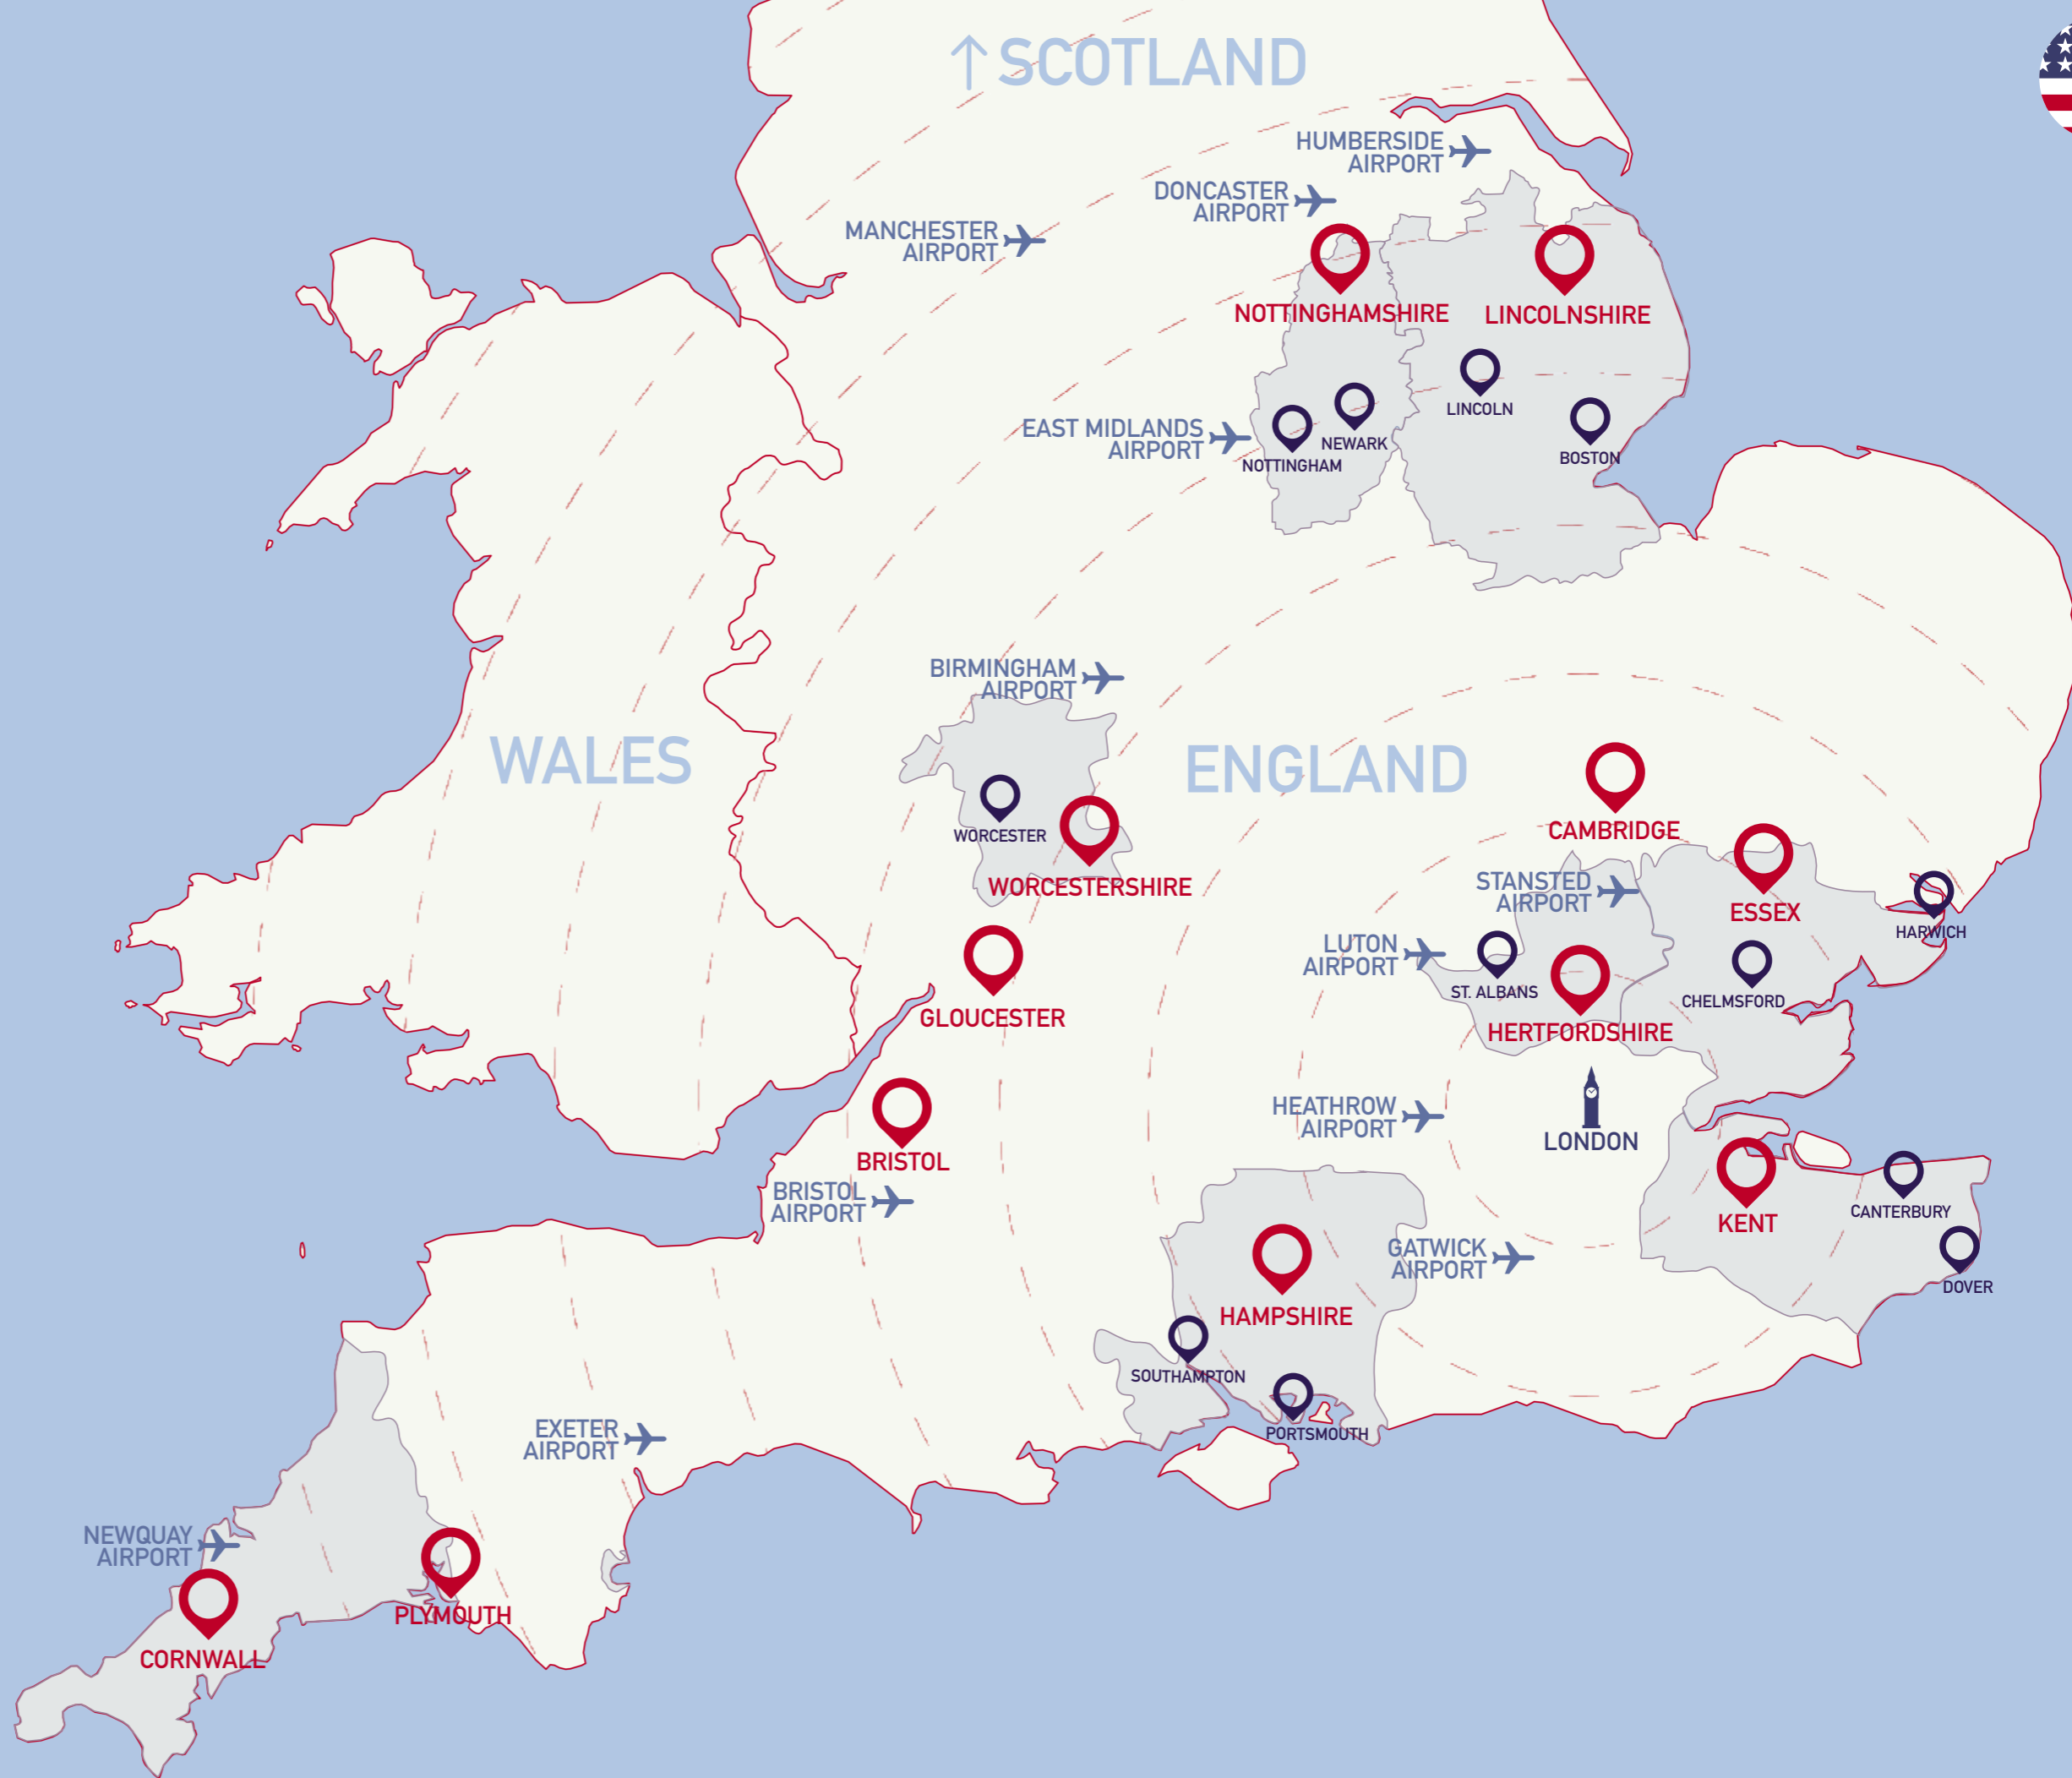 SCOTLAND
HUMBERSIDE
AIRPORT
DONCASTER
AIRPORT
MANCHESTER
AIRPORT
NOTTINGHAMSHIRE
LINCOLNSHIRE
LINCOLN
NEWARK
BOSTON
EAST MIDLANDS
AIRPORT
NOTTINGHAM
BIRMINGHAM
AIRPORT
WALES
ENGLAND
WORCESTER
CAMBRIDGE
WORCESTERSHIRE
STANSTED
AIRPORT
ESSEX
HARWICH
LUTON
AIRPORT
ST. ALBANS
CHELMSFORD
GLOUCESTER
HERTFORDSHIRE
HEATHROW
AIRPORT
LONDON
BRISTOL
BRISTOL
AIRPORT
KENT
CANTERBURY
GATWICK
AIRPORT
DOVER
HAMPSHIRE
SOUTHAMPTON
PORTSMOUTH
EXETER
AIRPORT
NEWQUAY
AIRPORT
PLYMOUTH
CORNWALL